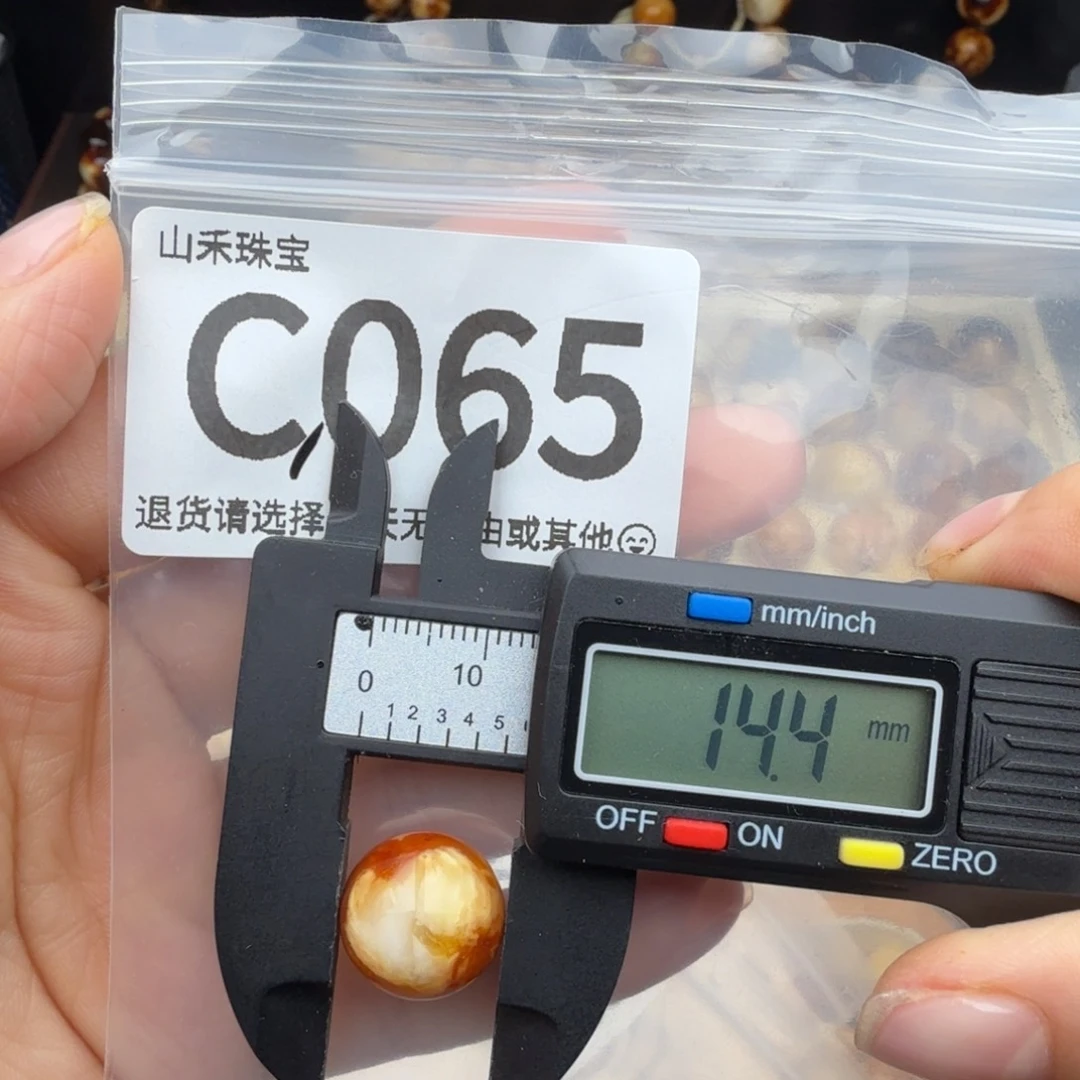 山禾珠宝
C065
退货请选择 天无 由或其他😄
mm/inch
0 10
1 2 3 4 5
14.4 mm
OFF ON
ZERO